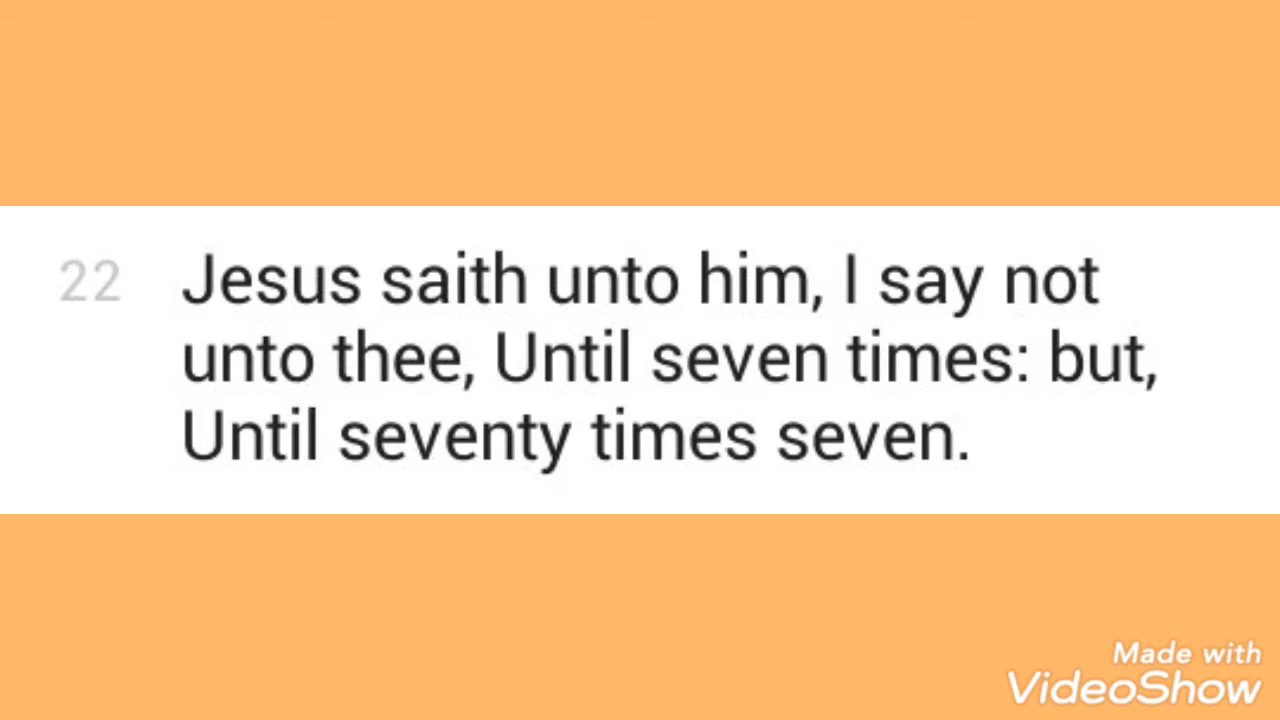 22 Jesus saith unto him, I say not
unto thee, Until seven times: but,
Until seventy times seven.
Made with
VideoShow